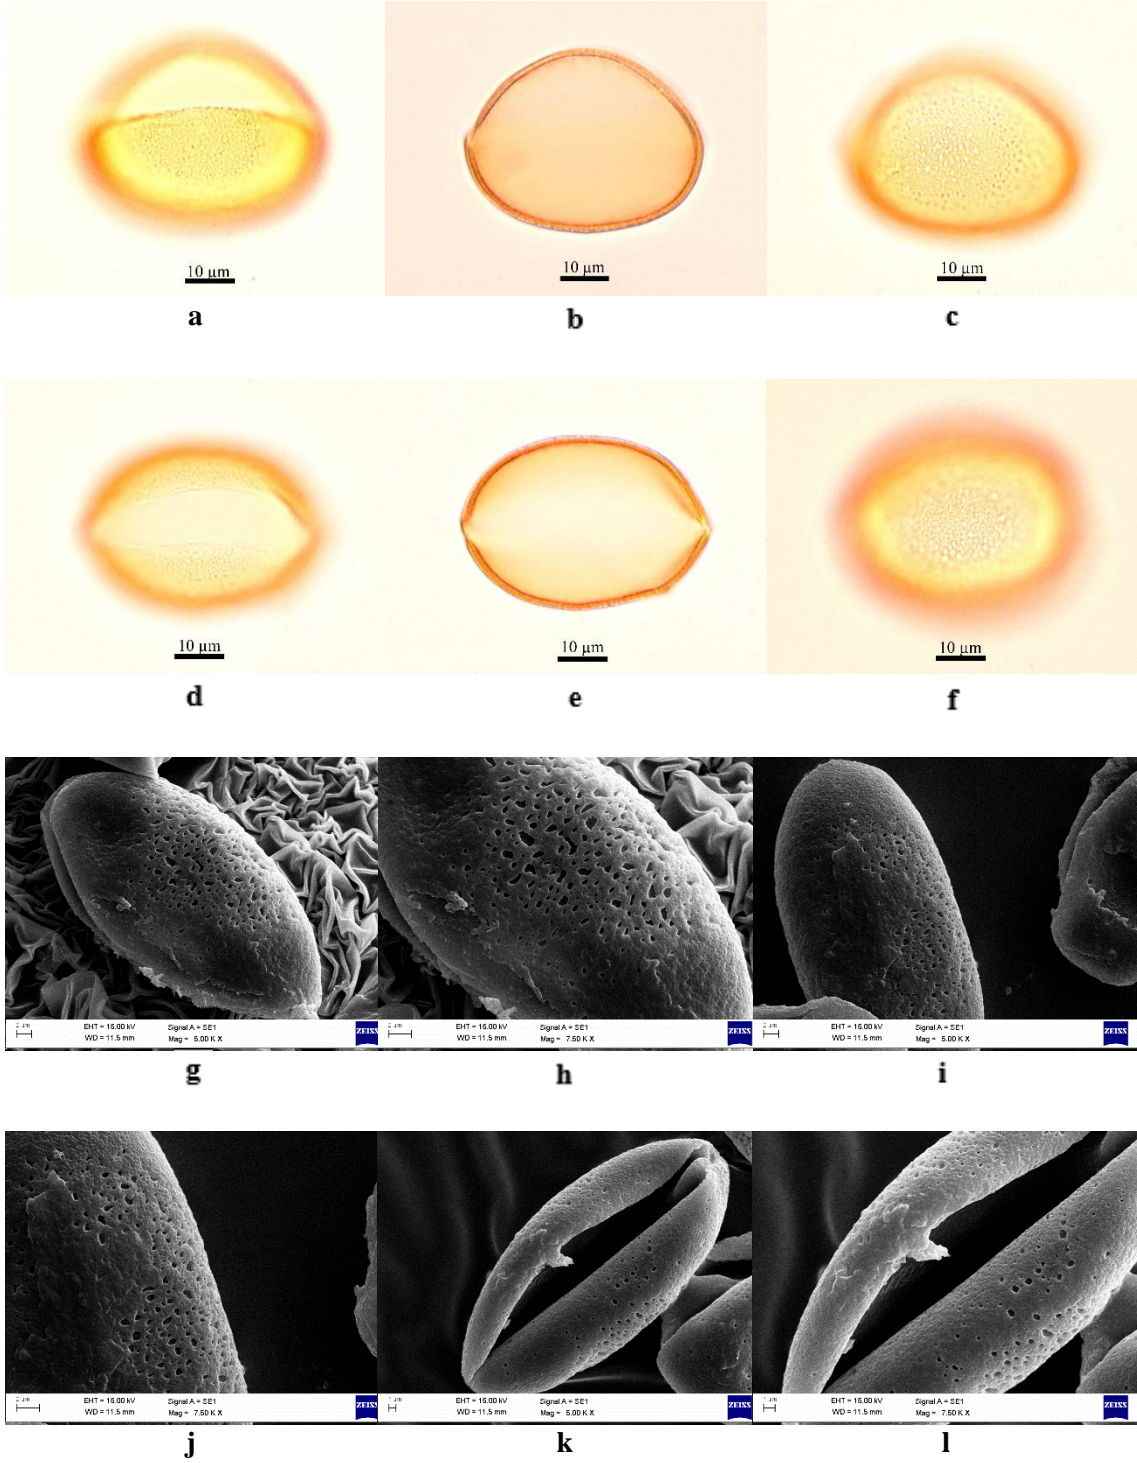 10 µm
10 µm
10 µm
a
b
c
10 µm
10 µm
10 µm
d
e
f
EHT = 15.00 kV
Signal A = SE1
WD = 11.5 mm
Mag = 5.00 K X
ZEISS
EHT = 15.00 kV
Signal A = SE1
WD = 11.5 mm
Mag = 7.50 K X
ZEISS
EHT = 15.00 kV
Signal A = SE1
WD = 11.5 mm
Mag = 5.00 K X
ZEISS
g
h
i
EHT = 15.00 kV
Signal A = SE1
WD = 11.5 mm
Mag = 7.50 K X
ZEISS
EHT = 15.00 kV
Signal A = SE1
WD = 11.5 mm
Mag = 5.00 K X
ZEISS
EHT = 15.00 kV
Signal A = SE1
WD = 11.5 mm
Mag = 7.50 K X
ZEISS
j
k
l